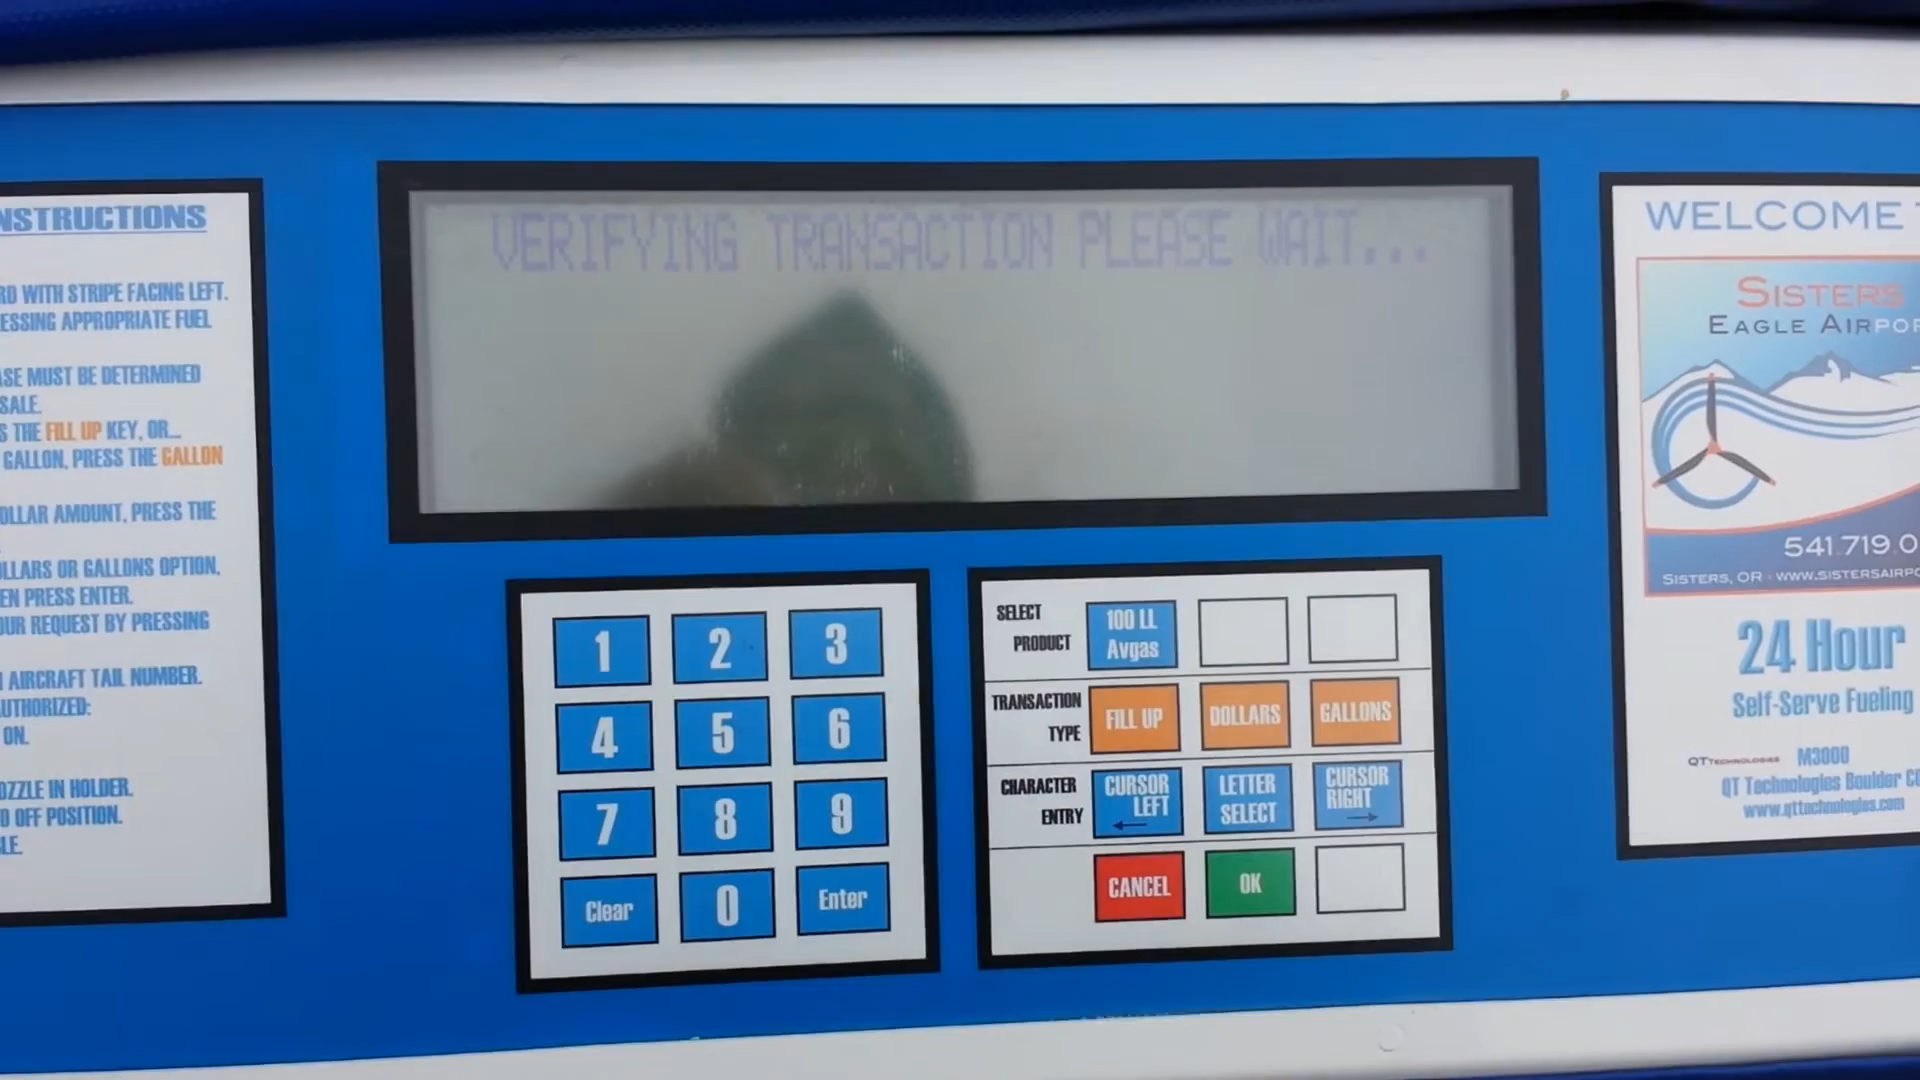 INSTRUCTIONS
RD WITH STRIPE FACING LEFT.
ESSING APPROPRIATE FUEL
ASE MUST BE DETERMINED
SALE.
S THE FILL UP KEY, OR...
GALLON, PRESS THE GALLON
OLLAR AMOUNT, PRESS THE
OLLARS OR GALLONS OPTION,
EN PRESS ENTER.
OUR REQUEST BY PRESSING
AIRCRAFT TAIL NUMBER.
AUTHORIZED:
ON.
OZZLE IN HOLDER.
D OFF POSITION.
VERIFYING TRANSACTION PLEASE WAIT...
1 2 3
4 5 6
7 8 9
Clear 0 Enter
SELECT
PRODUCT
100 LL
Avgas
TRANSACTION
TYPE
FILL UP
DOLLARS
GALLONS
CHARACTER
ENTRY
CURSOR
LEFT
LETTER
SELECT
CURSOR
RIGHT
CANCEL
OK
WELCOME
SISTERS
EAGLE AIRPOR
541.719.0
SISTERS, OR · WWW.SISTERSAIRPO
24 Hour
Self-Serve Fueling
QT TECHNOLOGIES M3000
QT Technologies Boulder CO
www.qttechnologies.com